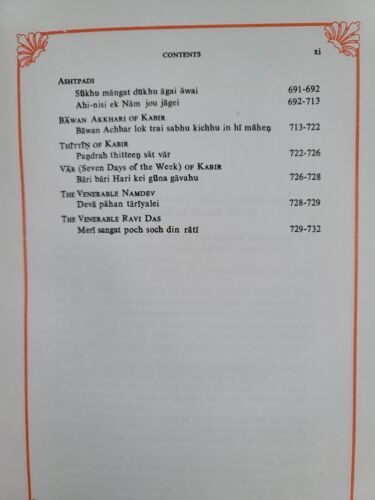 CONTENTS xi
ASHTPADI
Sūkhu māngat dūkhu āgai āwai 691-692
Ahi-nisi ek Nām jou jāgei 692-713
BĀWAN AKKHARI OF KABIR
Bāwan Achhar lok trai sabhu kichhu in hī māheṇ 713-722
THĪTTĪṆ OF KABIR
Paṇdrah thitteeṇ sāt vār 722-726
VĀR (SEVEN DAYS OF THE WEEK) OF KABIR
Bāri bāri Hari kei gūna gāvahu 726-728
THE VENERABLE NAMDEV
Devā pāhan tārīyalei 728-729
THE VENERABLE RAVI DAS
Merī sangat poch soch din rātī 729-732